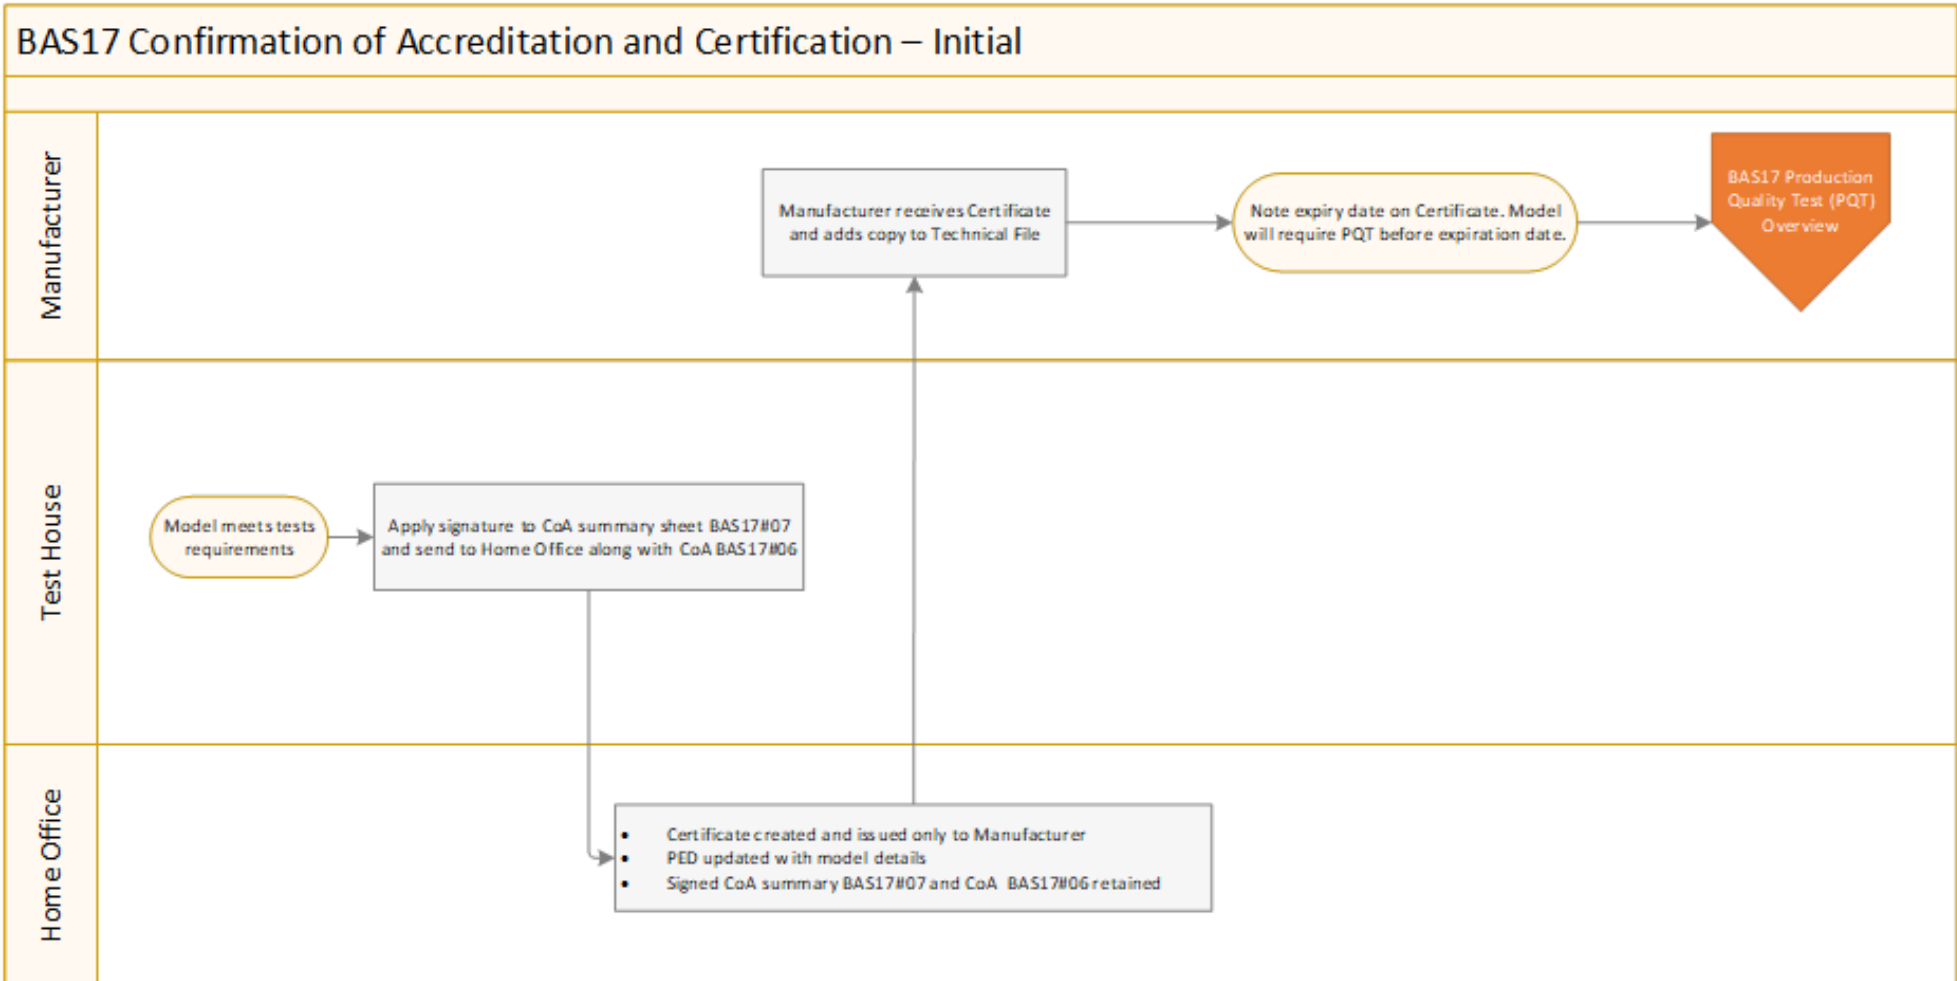 BAS17 Confirmation of Accreditation and Certification – Initial
Manufacturer
Manufacturer receives Certificate
and adds copy to Technical File
Note expiry date on Certificate. Model
will require PQT before expiration date.
BAS17 Production
Quality Test (PQT)
Overview
Test House
Model meets tests
requirements
Apply signature to CoA summary sheet BAS17#07
and send to Home Office along with CoA BAS17#06
Home Office
• Certificate created and issued only to Manufacturer
• PED updated with model details
• Signed CoA summary BAS17#07 and CoA BAS17#06 retained